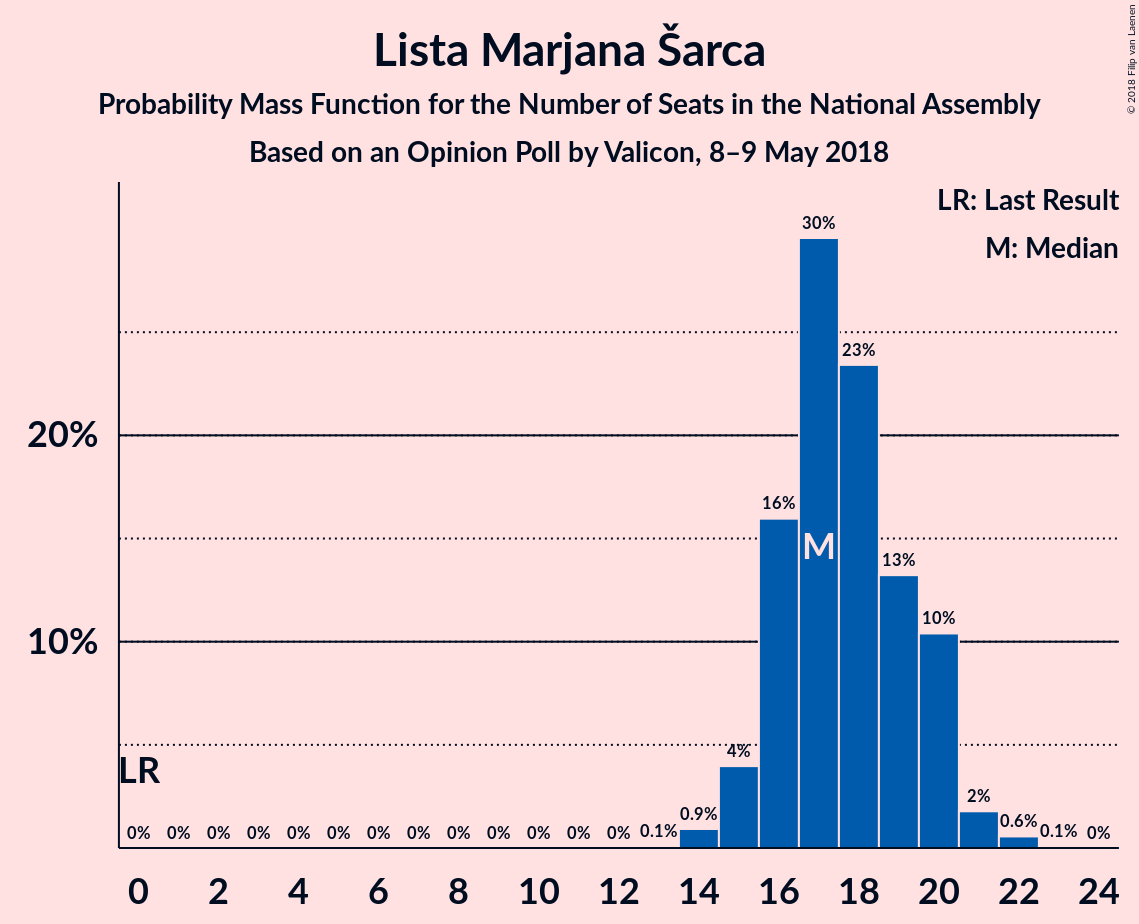 Lista Marjana Šarca
Probability Mass Function for the Number of Seats in the National Assembly
Based on an Opinion Poll by Valicon, 8–9 May 2018
© 2018 Filip van Laenen
LR: Last Result
M: Median
30%
23%
20%
16%
M
13%
10%
10%
4%
LR
2%
0% 0% 0% 0% 0% 0% 0% 0% 0% 0% 0% 0% 0% 0.1% 0.9% 0.6% 0.1% 0%
0 2 4 6 8 10 12 14 16 18 20 22 24